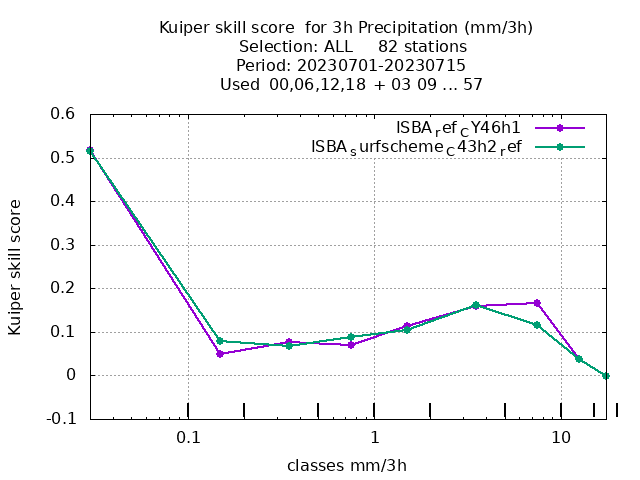 Kuiper skill score  for 3h Precipitation (mm/3h)
Selection: ALL     82 stations
Period: 20230701-20230715
Used  00,06,12,18  + 03 09 ... 57
ISBArefCY46h1
ISBAsurfschemeC43h2ref
0.6
0.5
0.4
0.3
0.2
0.1
0
-0.1
Kuiper skill score
0.1 1 10
classes mm/3h